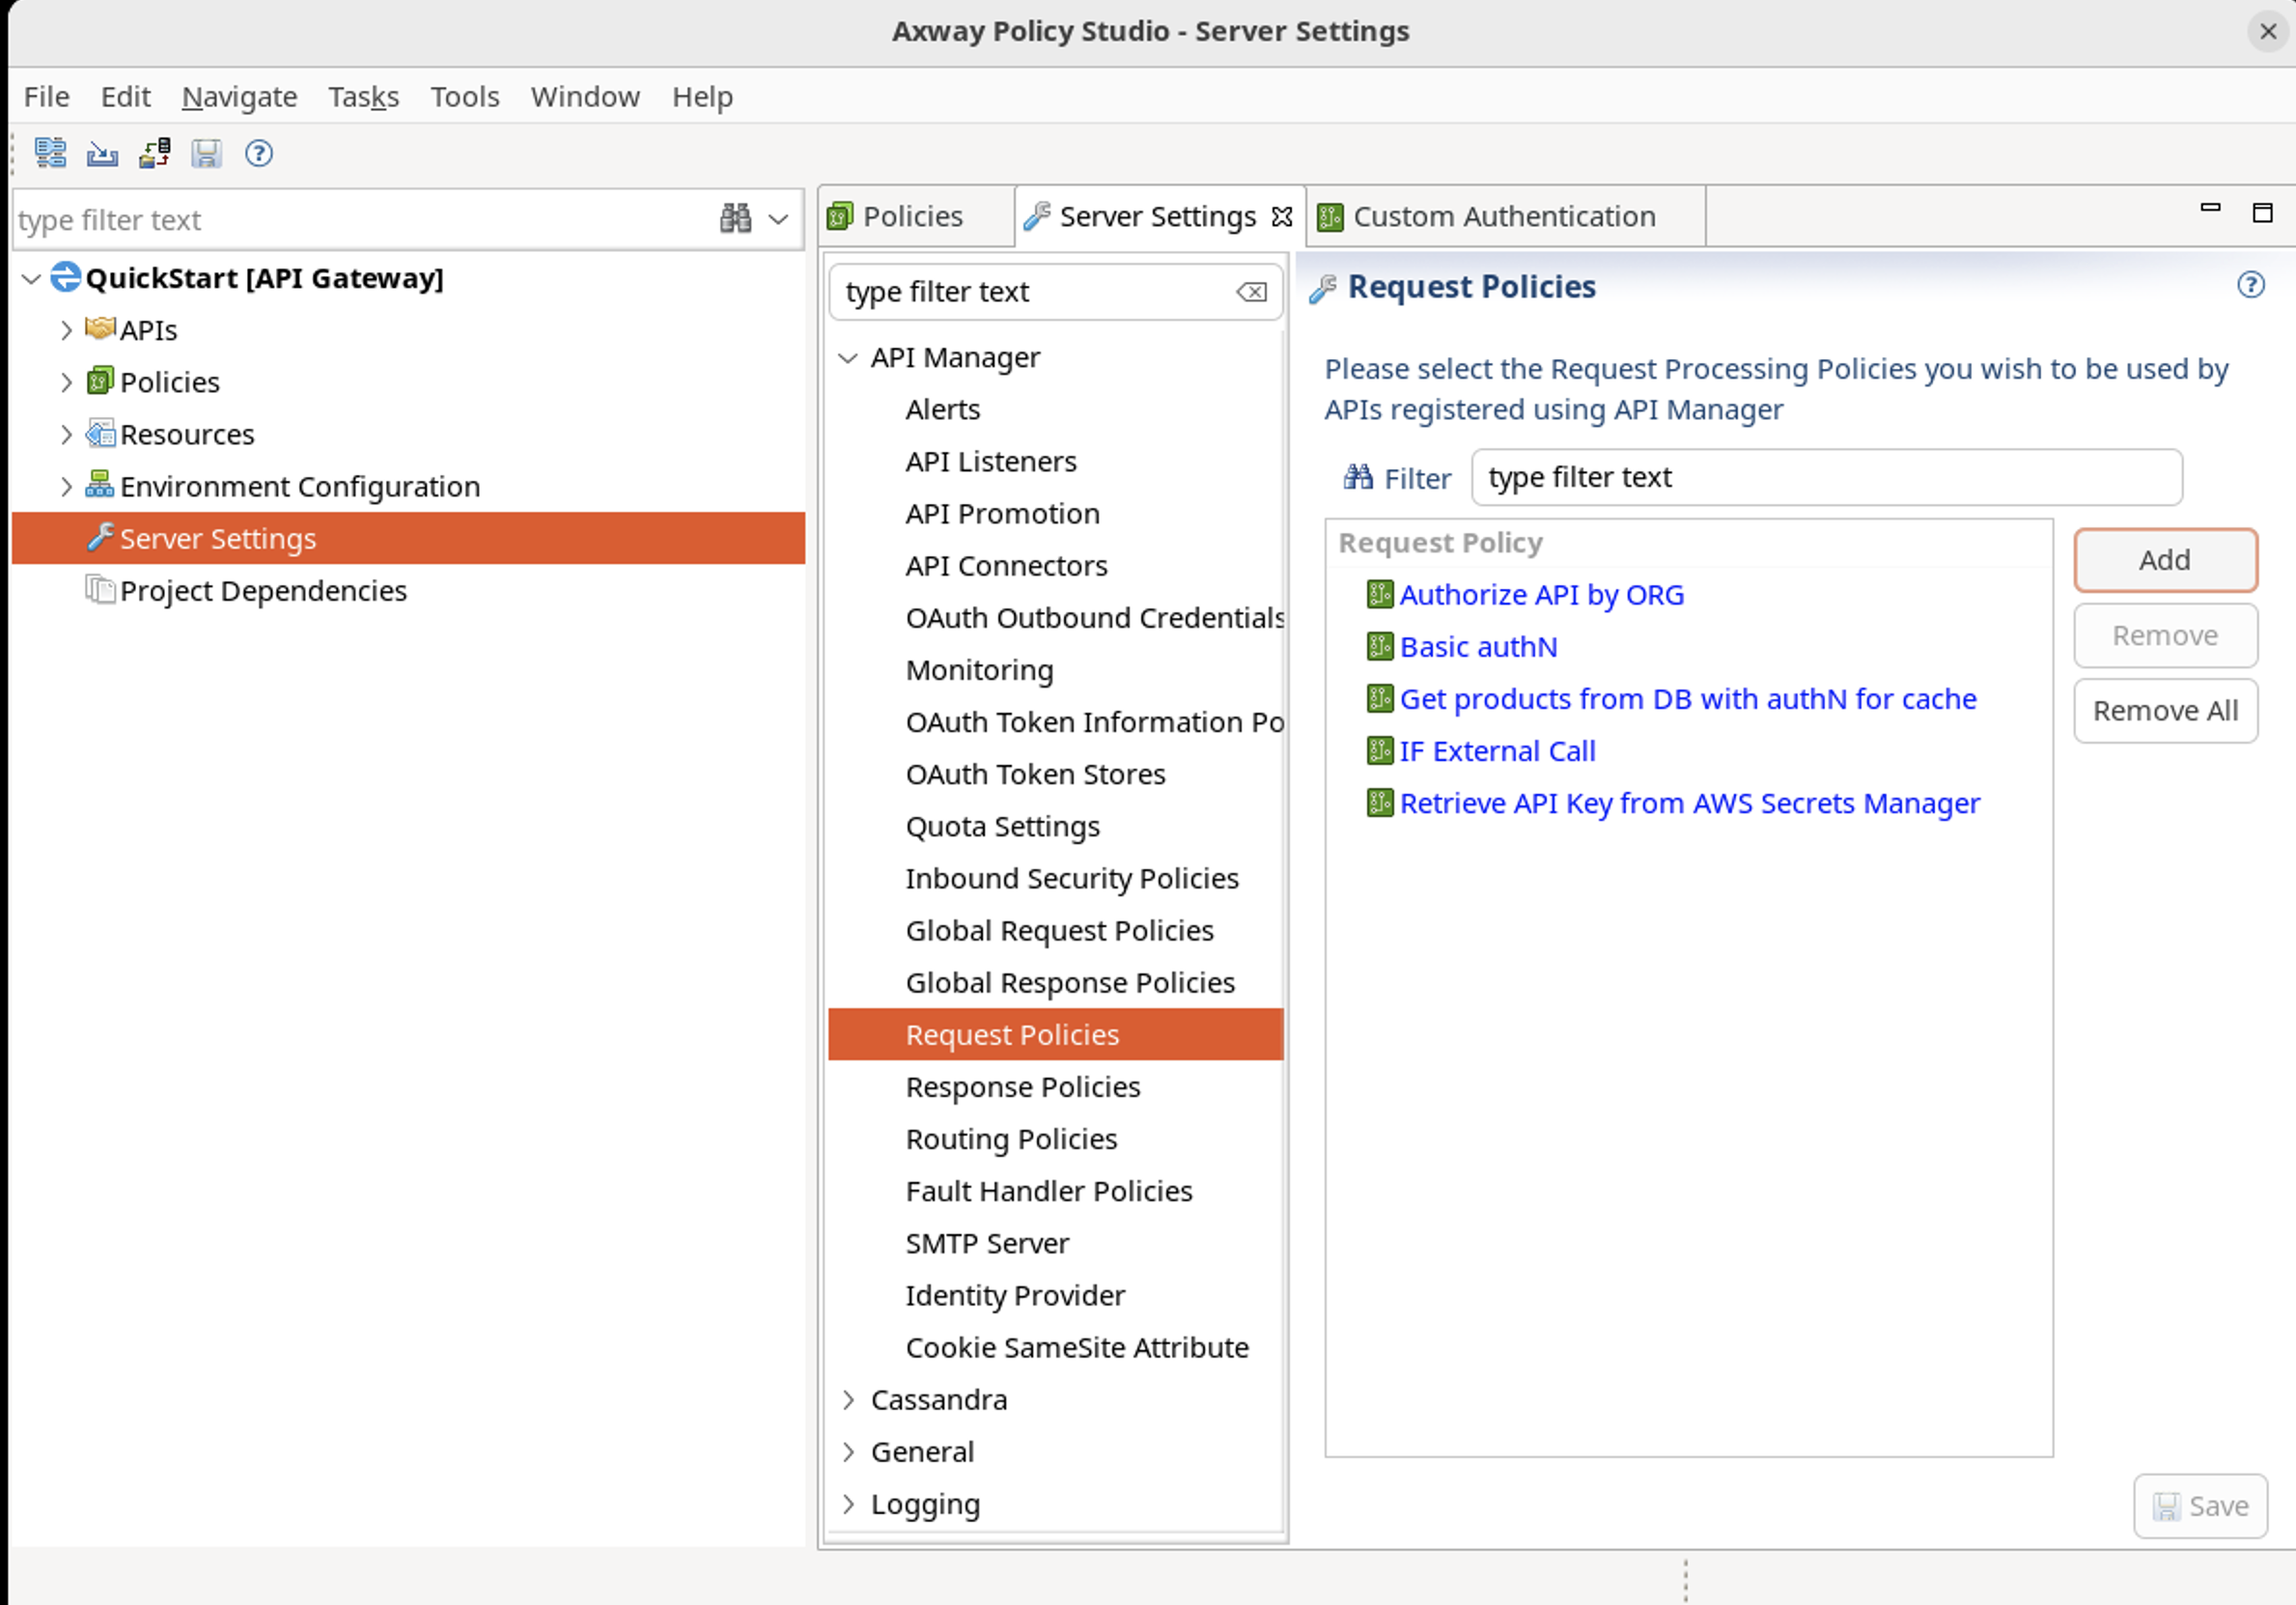 Axway Policy Studio - Server Settings
File Edit Navigate Tasks Tools Window Help
type filter text
QuickStart [API Gateway]
APIs
Policies
Resources
Environment Configuration
Server Settings
Project Dependencies
Policies
Server Settings
Custom Authentication
type filter text
API Manager
Alerts
API Listeners
API Promotion
API Connectors
OAuth Outbound Credentials
Monitoring
OAuth Token Information Po
OAuth Token Stores
Quota Settings
Inbound Security Policies
Global Request Policies
Global Response Policies
Request Policies
Response Policies
Routing Policies
Fault Handler Policies
SMTP Server
Identity Provider
Cookie SameSite Attribute
Cassandra
General
Logging
Request Policies
Please select the Request Processing Policies you wish to be used by
APIs registered using API Manager
Filter type filter text
Request Policy
Authorize API by ORG
Basic authN
Get products from DB with authN for cache
IF External Call
Retrieve API Key from AWS Secrets Manager
Add
Remove
Remove All
Save